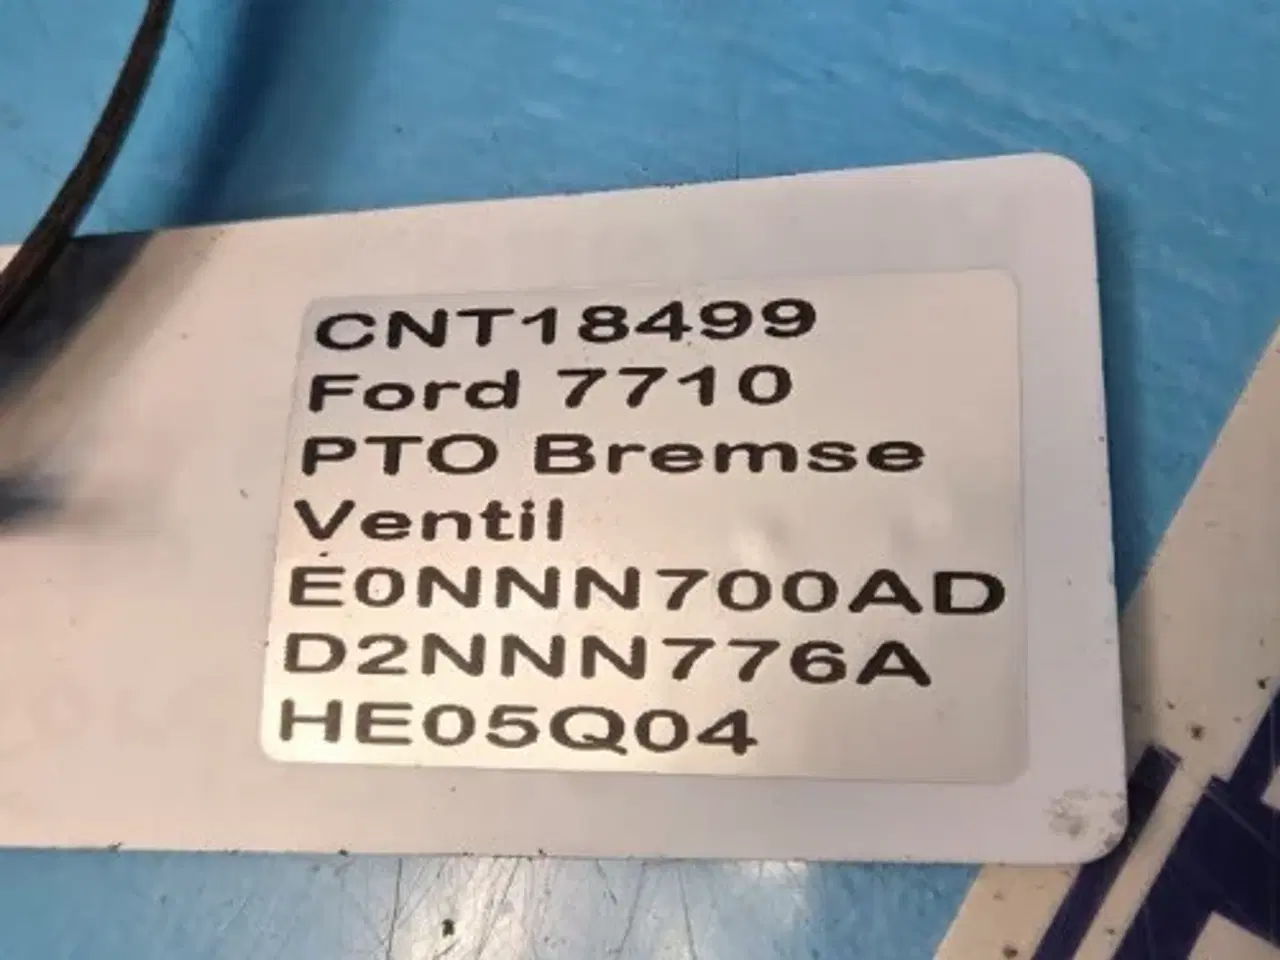 CNT18499
Ford 7710
PTO Bremse
Ventil
E0NNN700AD
D2NNN776A
HE05Q04